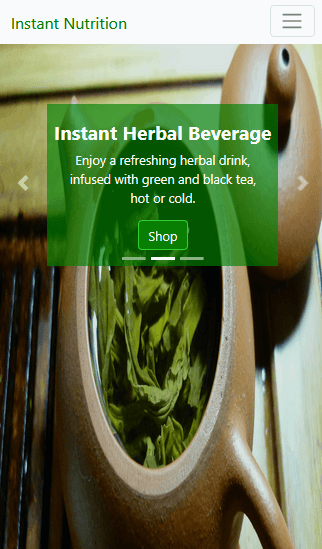 Instant Nutrition
Instant Herbal Beverage
Enjoy a refreshing herbal drink,
infused with green and black tea,
hot or cold.
Shop